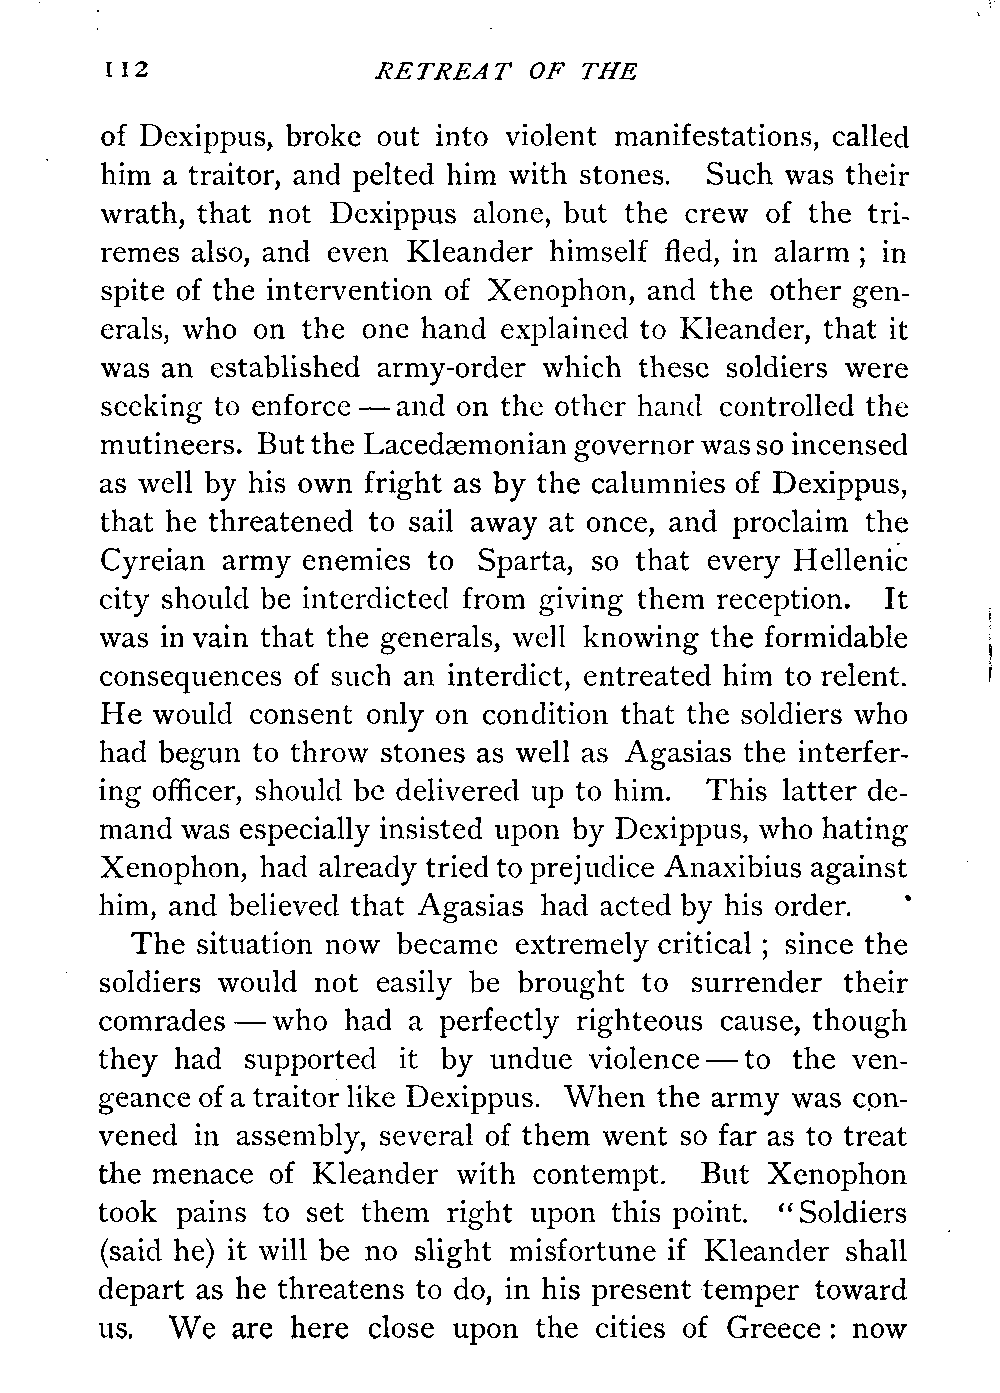 112 RETREAT OF THE
of Dexippus, broke out into violent manifestations, called
him a traitor, and pelted him with stones. Such was their
wrath, that not Dexippus alone, but the crew of the tri-
remes also, and even Kleander himself fled, in alarm ; in
spite of the intervention of Xenophon, and the other gen-
erals, who on the one hand explained to Kleander, that it
was an established army-order which these soldiers were
seeking to enforce — and on the other hand controlled the
mutineers. But the Lacedæmonian governor was so incensed
as well by his own fright as by the calumnies of Dexippus,
that he threatened to sail away at once, and proclaim the
Cyreian army enemies to Sparta, so that every Hellenic
city should be interdicted from giving them reception. It
was in vain that the generals, well knowing the formidable
consequences of such an interdict, entreated him to relent.
He would consent only on condition that the soldiers who
had begun to throw stones as well as Agasias the interfer-
ing officer, should be delivered up to him. This latter de-
mand was especially insisted upon by Dexippus, who hating
Xenophon, had already tried to prejudice Anaxibius against
him, and believed that Agasias had acted by his order.
The situation now became extremely critical ; since the
soldiers would not easily be brought to surrender their
comrades — who had a perfectly righteous cause, though
they had supported it by undue violence — to the ven-
geance of a traitor like Dexippus. When the army was con-
vened in assembly, several of them went so far as to treat
the menace of Kleander with contempt. But Xenophon
took pains to set them right upon this point. “Soldiers
(said he) it will be no slight misfortune if Kleander shall
depart as he threatens to do, in his present temper toward
us. We are here close upon the cities of Greece : now